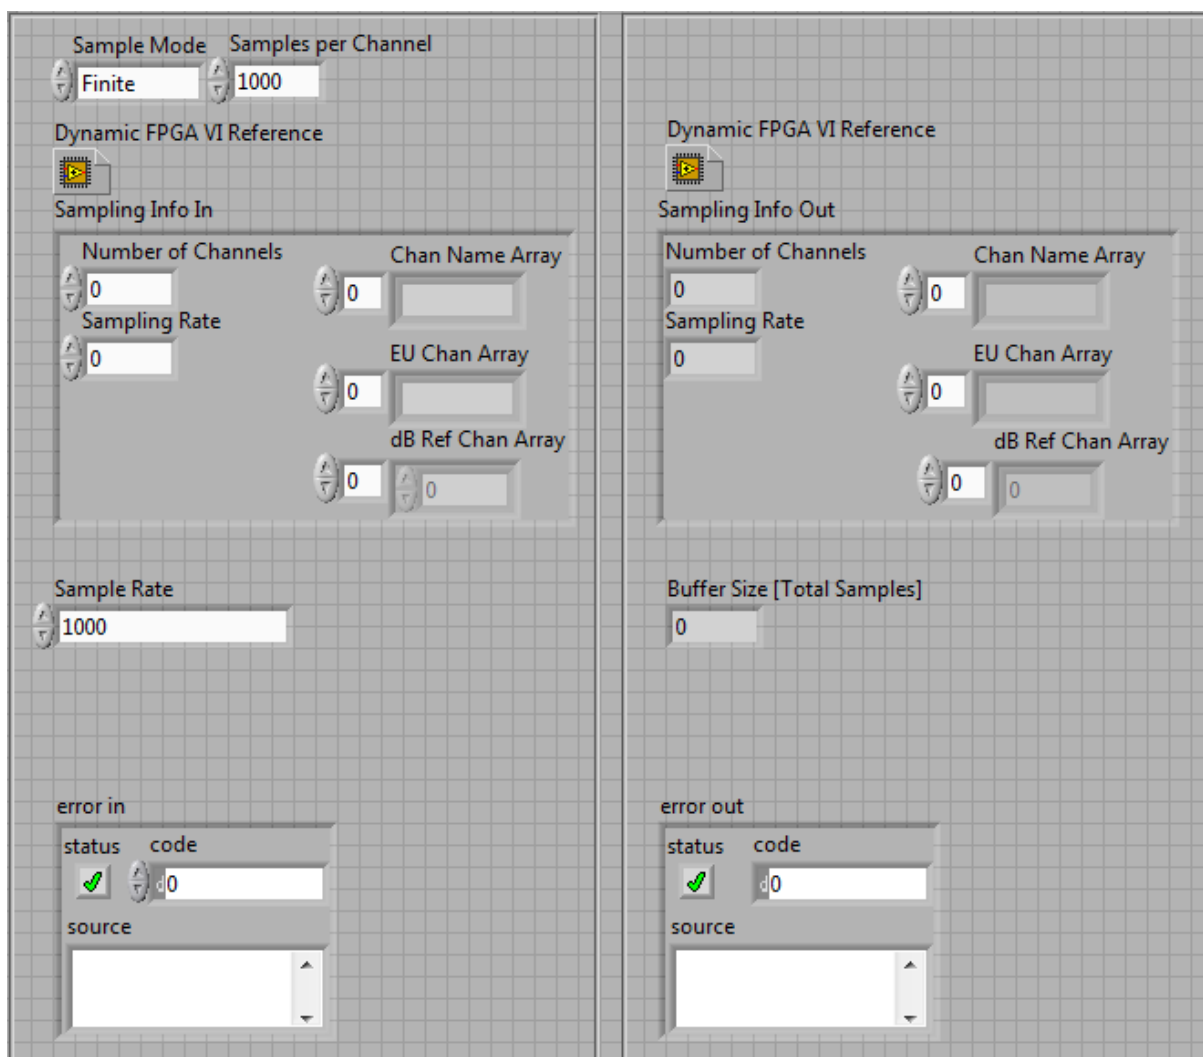 Sample Mode Samples per Channel
Finite 1000
Dynamic FPGA VI Reference
Sampling Info In
Number of Channels Chan Name Array
0 0
Sampling Rate
0
EU Chan Array
0
dB Ref Chan Array
0 0
Sample Rate
1000
error in
status code
d0
source
Dynamic FPGA VI Reference
Sampling Info Out
Number of Channels Chan Name Array
0 0
Sampling Rate
0
EU Chan Array
0
dB Ref Chan Array
0 0
Buffer Size [Total Samples]
0
error out
status code
d0
source